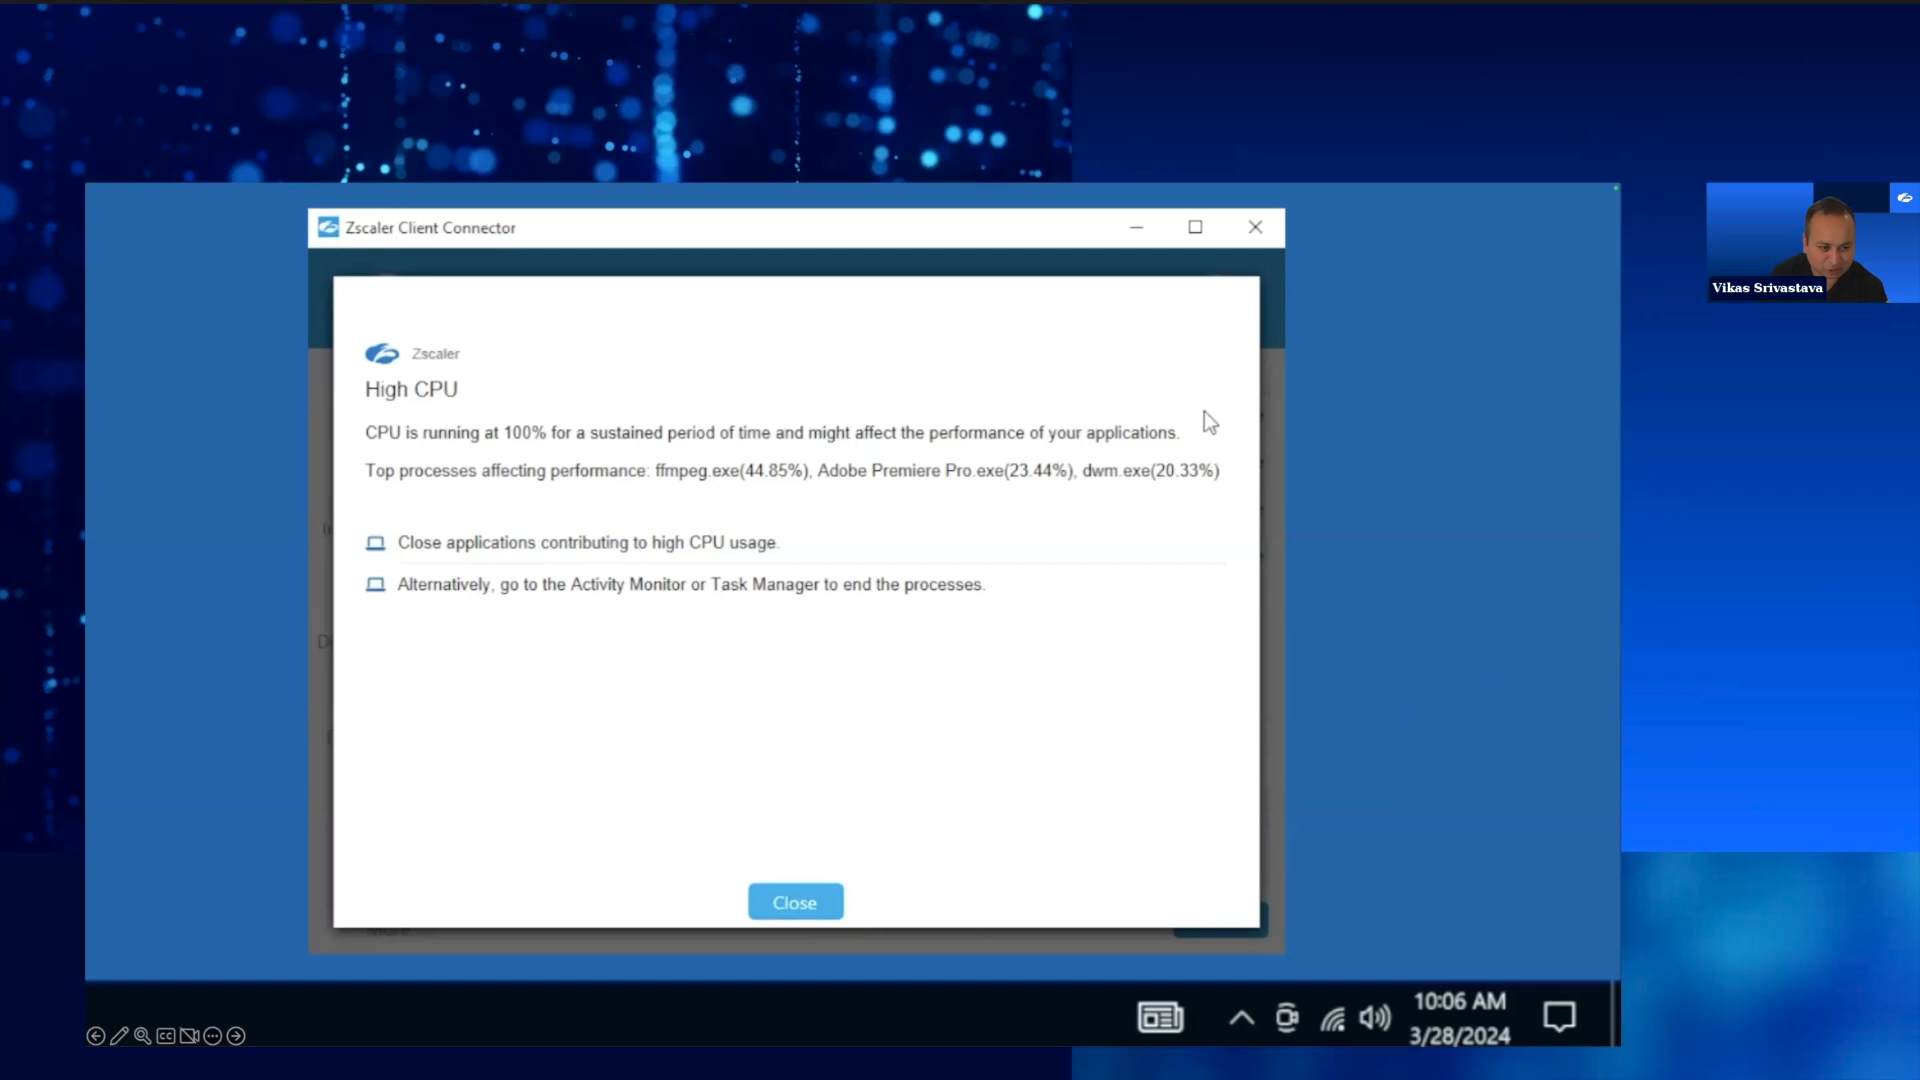 Zscaler Client Connector
Vikas Srivastava
Zscaler
High CPU
CPU is running at 100% for a sustained period of time and might affect the performance of your applications.
Top processes affecting performance: ffmpeg.exe(44.85%), Adobe Premiere Pro.exe(23.44%), dwm.exe(20.33%)
Close applications contributing to high CPU usage.
Alternatively, go to the Activity Monitor or Task Manager to end the processes.
Close
10:06 AM
3/28/2024
CC